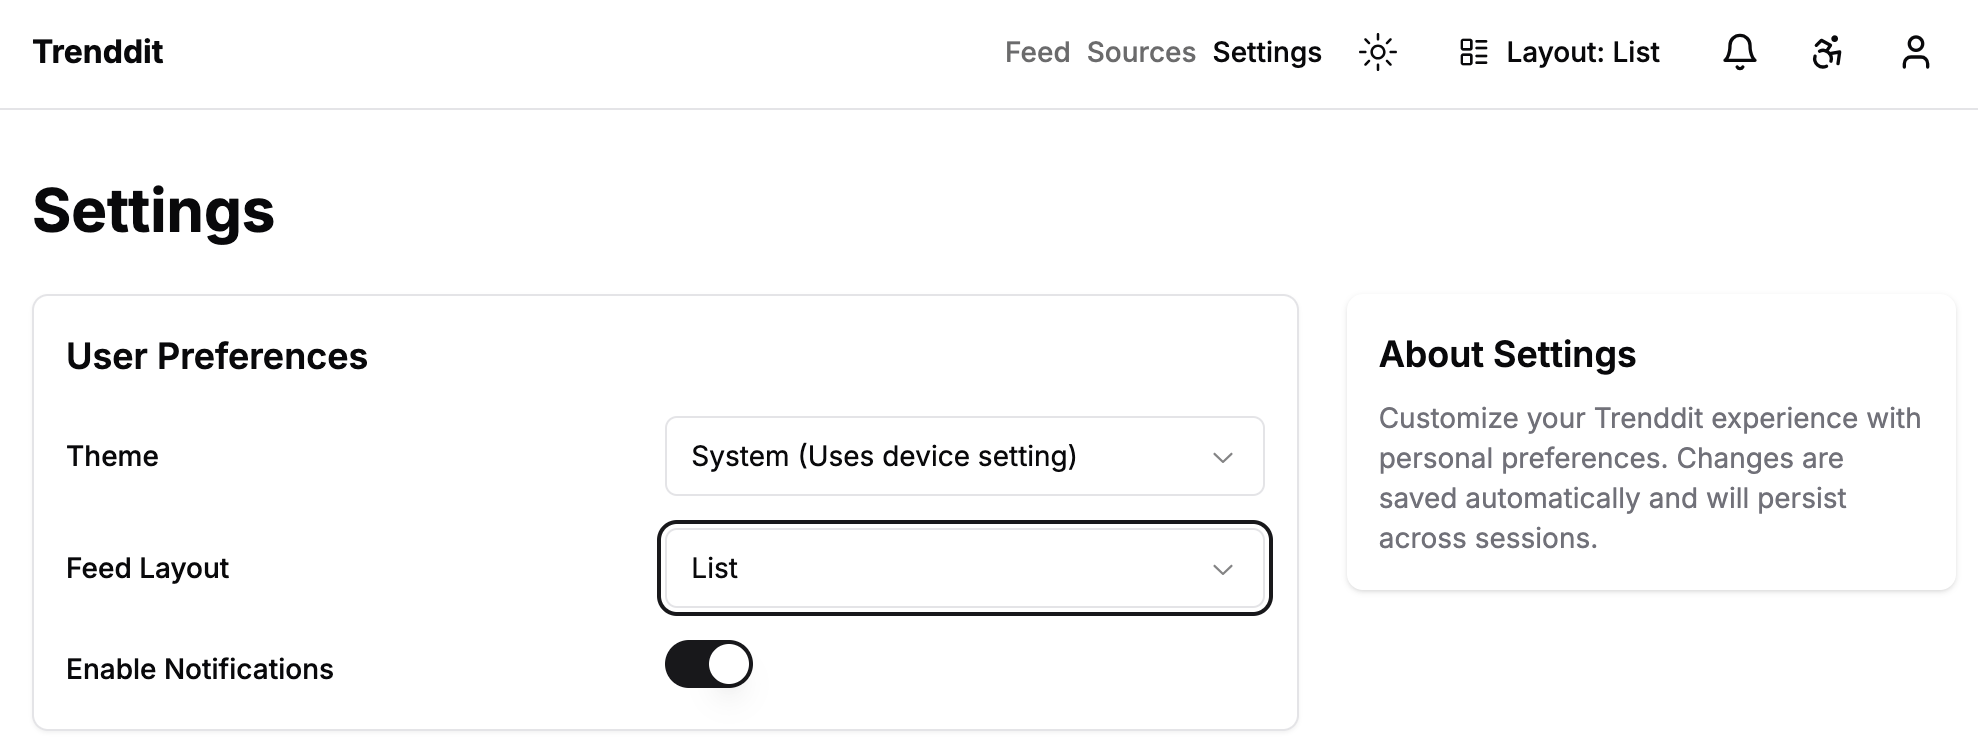 Trenddit
Feed Sources Settings Layout: List
Settings
User Preferences
Theme
System (Uses device setting)
Feed Layout
List
Enable Notifications
About Settings
Customize your Trenddit experience with
personal preferences. Changes are
saved automatically and will persist
across sessions.